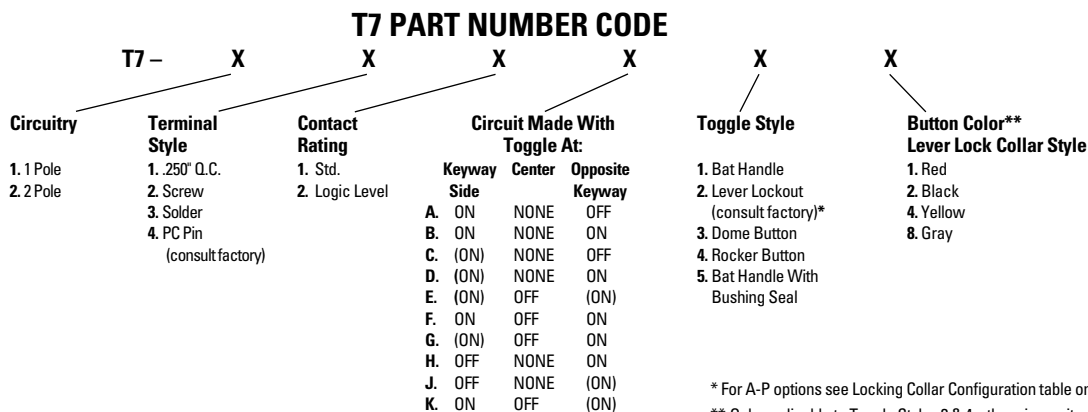 T7 PART NUMBER CODE
T7 – X X X X X X
Circuitry
1. 1 Pole
2. 2 Pole
Terminal
Style
1. .250" Q.C.
2. Screw
3. Solder
4. PC Pin
(consult factory)
Contact
Rating
1. Std.
2. Logic Level
Circuit Made With
Toggle At:
Keyway Center Opposite
Side Keyway
A. ON NONE OFF
B. ON NONE ON
C. (ON) NONE OFF
D. (ON) NONE ON
E. (ON) OFF (ON)
F. ON OFF ON
G. (ON) OFF ON
H. OFF NONE ON
J. OFF NONE (ON)
K. ON OFF (ON)
Toggle Style
1. Bat Handle
2. Lever Lockout
(consult factory)*
3. Dome Button
4. Rocker Button
5. Bat Handle With
Bushing Seal
Button Color**
Lever Lock Collar Style
1. Red
2. Black
4. Yellow
8. Gray
* For A-P options see Locking Collar Configuration table or